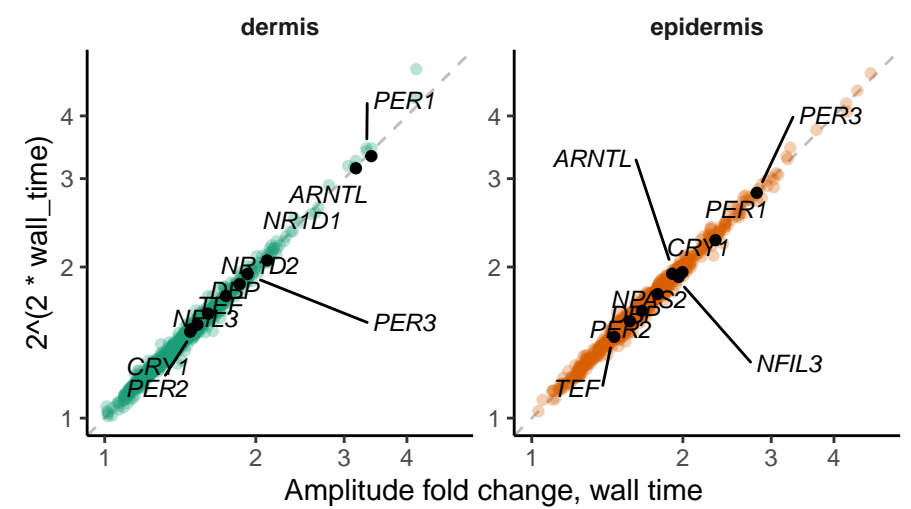 dermis
epidermis
2^(2 * wall_time)
4
3
2
1
PER1
ARNTL
NR1D1
NR1D2
DBP
TEF
NFIL3
PER3
CRY1
PER2
1
2
3
4
4
3
2
1
PER3
ARNTL
PER1
CRY1
NPAS2
DBP
PER2
NFIL3
TEF
1
2
3
4
Amplitude fold change, wall time